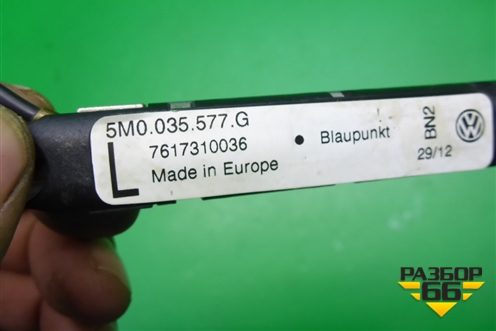 5M0.035.577.G
L
7617310036 • Blaupunkt
Made in Europe
29/12
BN2
РАЗБОР
66